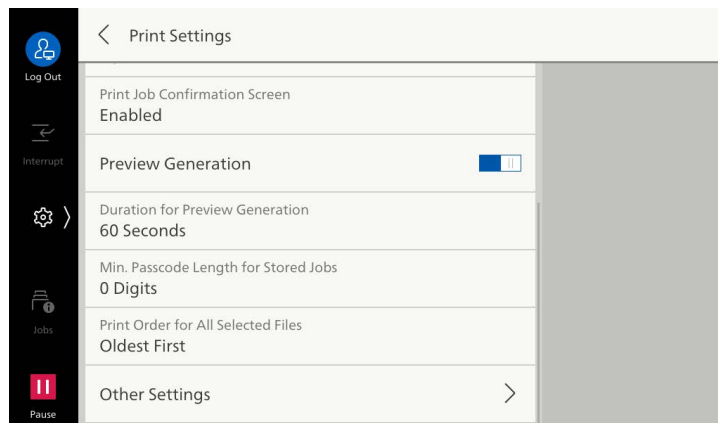 Print Settings
Log Out
Print Job Confirmation Screen
Enabled
Interrupt
Preview Generation
Duration for Preview Generation
60 Seconds
Min. Passcode Length for Stored Jobs
0 Digits
Jobs
Print Order for All Selected Files
Oldest First
Other Settings
Pause